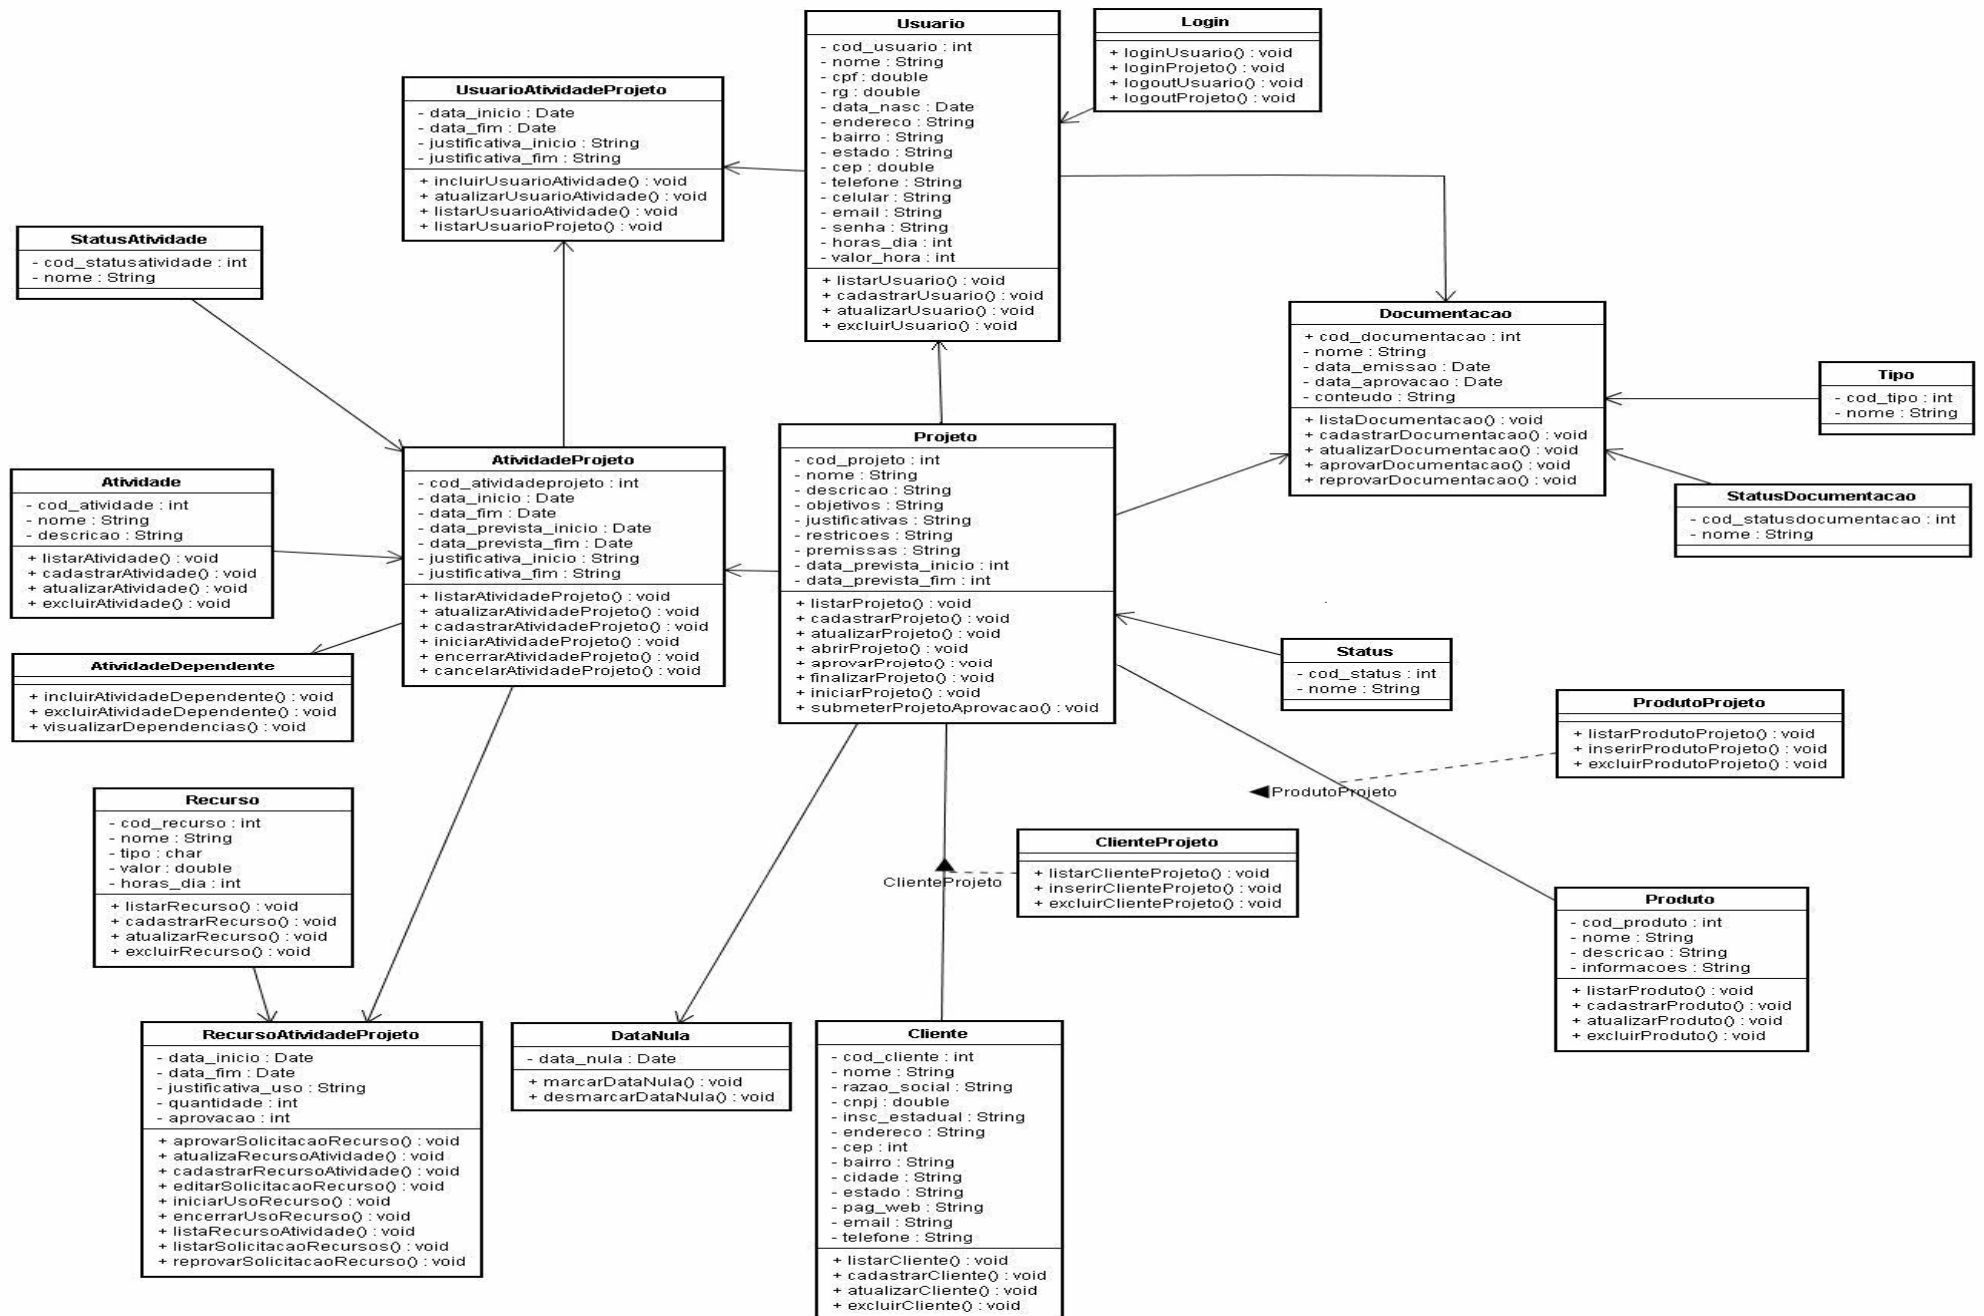 Usuario
- cod_usuario : int
- nome : String
- cpf : double
- rg : double
- data_nasc : Date
- endereco : String
- bairro : String
- estado : String
- cep : double
- telefone : String
- celular : String
- email : String
- senha : String
- horas_dia : int
- valor_hora : int
+ listarUsuario() : void
+ cadastrarUsuario() : void
+ atualizarUsuario() : void
+ excluirUsuario() : void
Login
+ loginUsuario() : void
+ loginProjeto() : void
+ logoutUsuario() : void
+ logoutProjeto() : void
UsuarioAtividadeProjeto
- data_inicio : Date
- data_fim : Date
- justificativa_inicio : String
- justificativa_fim : String
+ incluirUsuarioAtividade() : void
+ atualizarUsuarioAtividade() : void
+ listarUsuarioAtividade() : void
+ listarUsuarioProjeto() : void
StatusAtividade
- cod_statusatividade : int
- nome : String
Documentacao
+ cod_documentacao : int
- nome : String
- data_emissao : Date
- data_aprovacao : Date
- conteudo : String
+ listaDocumentacao() : void
+ cadastrarDocumentacao() : void
+ atualizarDocumentacao() : void
+ aprovarDocumentacao() : void
+ reprovarDocumentacao() : void
Tipo
- cod_tipo : int
- nome : String
StatusDocumentacao
- cod_statusdocumentacao : int
- nome : String
Atividade
- cod_atividade : int
- nome : String
- descricao : String
+ listarAtividade() : void
+ cadastrarAtividade() : void
+ atualizarAtividade() : void
+ excluirAtividade() : void
AtividadeProjeto
- cod_atividadeprojeto : int
- data_inicio : Date
- data_fim : Date
- data_prevista_inicio : Date
- data_prevista_fim : Date
- justificativa_inicio : String
- justificativa_fim : String
+ listarAtividadeProjeto() : void
+ atualizarAtividadeProjeto() : void
+ cadastrarAtividadeProjeto() : void
+ iniciarAtividadeProjeto() : void
+ encerrarAtividadeProjeto() : void
+ cancelarAtividadeProjeto() : void
Projeto
- cod_projeto : int
- nome : String
- descricao : String
- objetivos : String
- justificativas : String
- restricoes : String
- premissas : String
- data_prevista_inicio : int
- data_prevista_fim : int
+ listarProjeto() : void
+ cadastrarProjeto() : void
+ atualizarProjeto() : void
+ abrirProjeto() : void
+ aprovarProjeto() : void
+ finalizarProjeto() : void
+ iniciarProjeto() : void
+ submeterProjetoAprovacao() : void
AtividadeDependente
+ incluirAtividadeDependente() : void
+ excluirAtividadeDependente() : void
+ visualizarDependencias() : void
Status
- cod_status : int
- nome : String
ProdutoProjeto
+ listarProdutoProjeto() : void
+ inserirProdutoProjeto() : void
+ excluirProdutoProjeto() : void
ProdutoProjeto
Recurso
- cod_recurso : int
- nome : String
- tipo : char
- valor : double
- horas_dia : int
+ listarRecurso() : void
+ cadastrarRecurso() : void
+ atualizarRecurso() : void
+ excluirRecurso() : void
ClienteProjeto
+ listarClienteProjeto() : void
+ inserirClienteProjeto() : void
+ excluirClienteProjeto() : void
ClienteProjeto
Produto
- cod_produto : int
- nome : String
- descricao : String
- informacoes : String
+ listarProduto() : void
+ cadastrarProduto() : void
+ atualizarProduto() : void
+ excluirProduto() : void
RecursoAtividadeProjeto
- data_inicio : Date
- data_fim : Date
- justificativa_uso : String
- quantidade : int
- aprovacao : int
+ aprovarSolicitacaoRecurso() : void
+ atualizaRecursoAtividade() : void
+ cadastrarRecursoAtividade() : void
+ editarSolicitacaoRecurso() : void
+ iniciarUsoRecurso() : void
+ encerrarUsoRecurso() : void
+ listaRecursoAtividade() : void
+ listarSolicitacaoRecursos() : void
+ reprovarSolicitacaoRecurso() : void
DataNula
- data_nula : Date
+ marcarDataNula() : void
+ desmarcarDataNula() : void
Cliente
- cod_cliente : int
- nome : String
- razao_social : String
- cnpj : double
- insc_estadual : String
- endereco : String
- cep : int
- bairro : String
- cidade : String
- estado : String
- pag_web : String
- email : String
- telefone : String
+ listarCliente() : void
+ cadastrarCliente() : void
+ atualizarCliente() : void
+ excluirCliente() : void